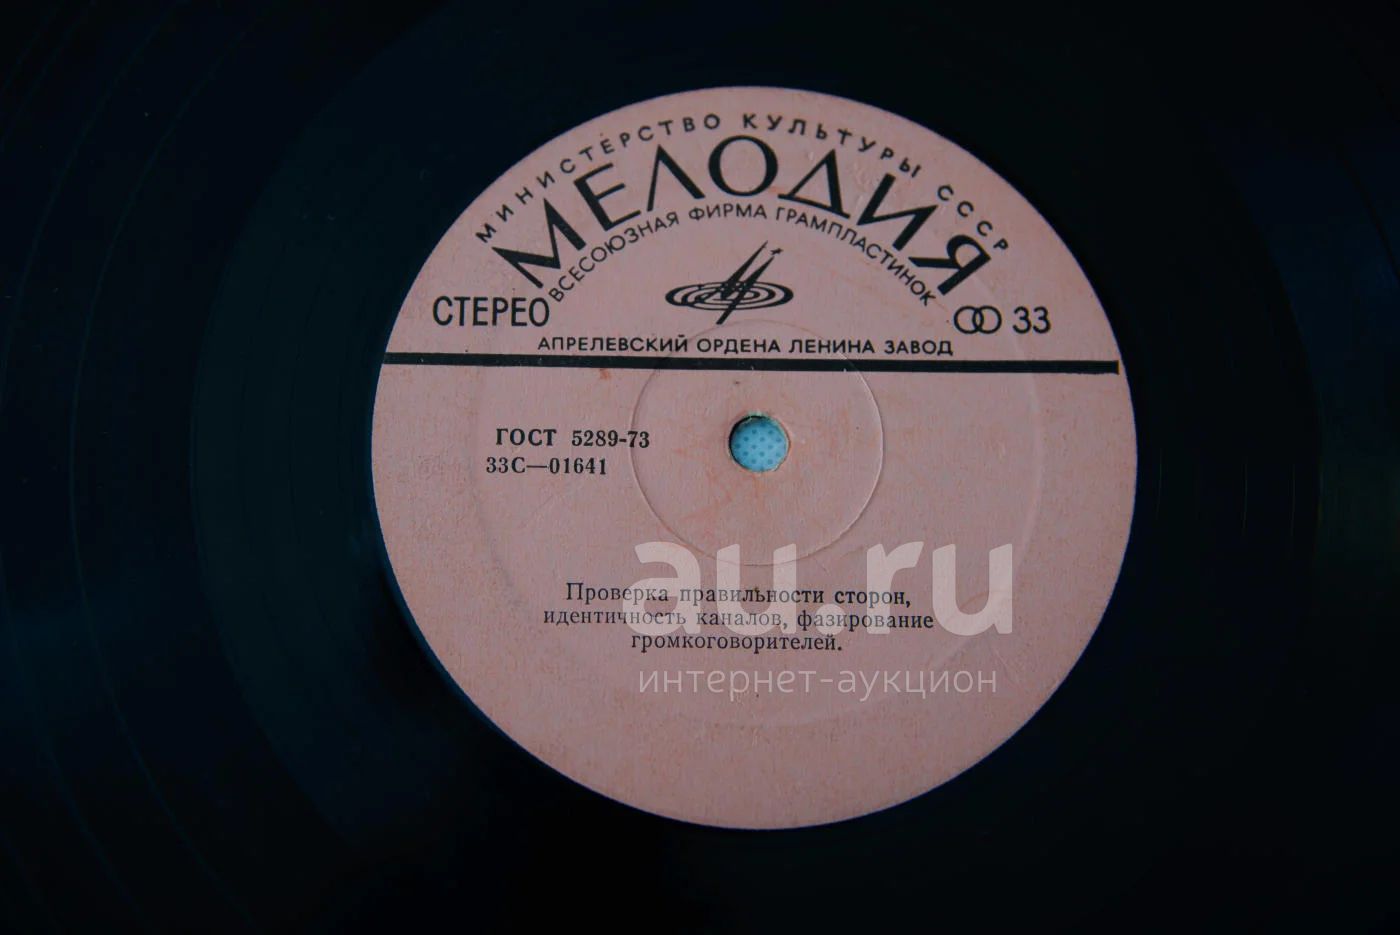 МИНИСТЕРСТВО КУЛЬТУРЫ СССР
МЕЛОДИЯ
ВСЕСОЮЗНАЯ ФИРМА ГРАМПЛАСТИНОК
СТЕРЕО
33
АПРЕЛЕВСКИЙ ОРДЕНА ЛЕНИНА ЗАВОД
ГОСТ 5289-73
33С—01641
Проверка правильности сторон,
идентичность каналов, фазирование
громкоговорителей.
au.ru
интернет-аукцион